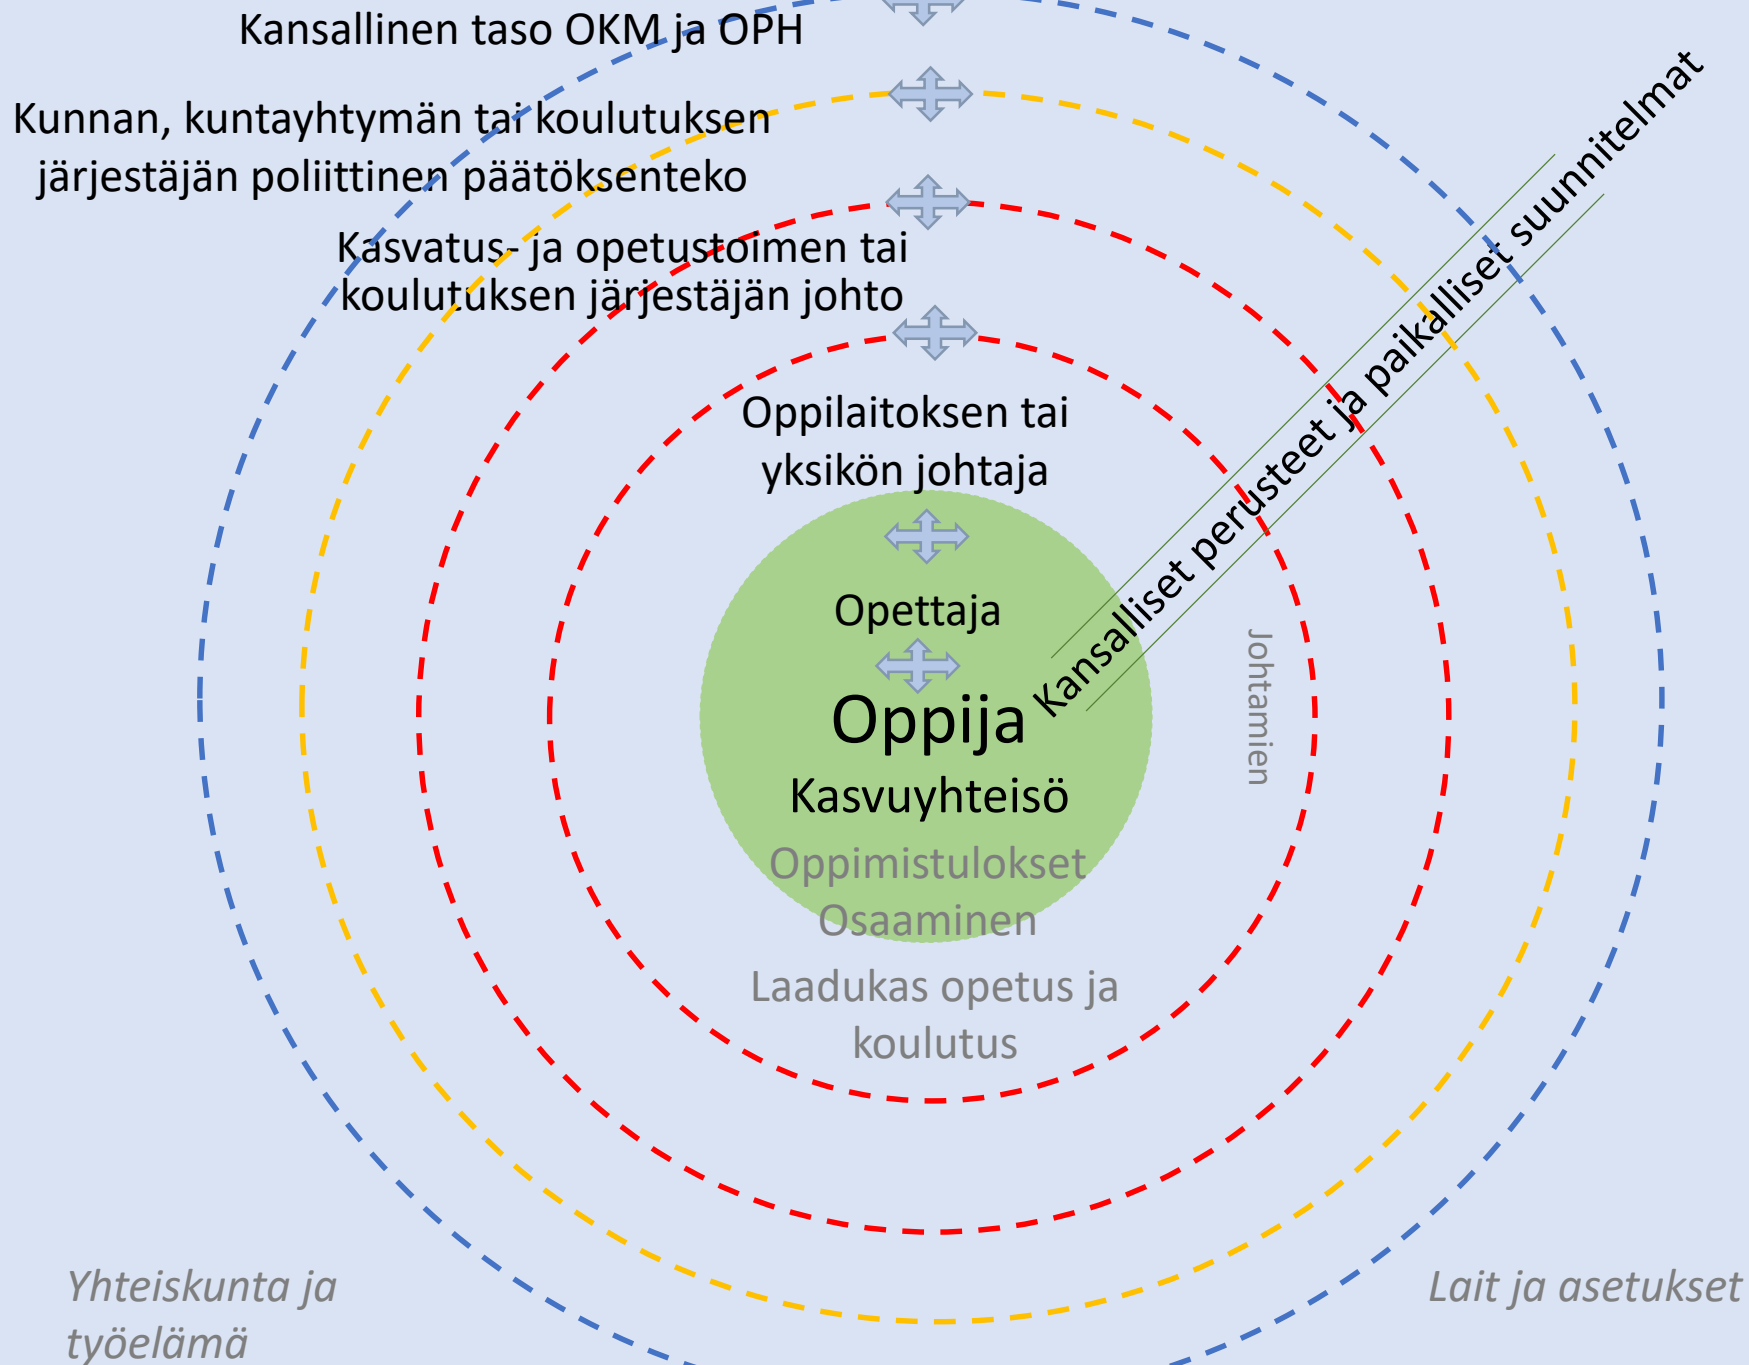 Kansallinen taso OKM ja OPH
Kunnan, kuntayhtymän tai koulutuksen
järjestäjän poliittinen päätöksenteko
Kasvatus- ja opetustoimen tai
koulutuksen järjestäjän johto
Oppilaitoksen tai
yksikön johtaja
Kansalliset perusteet ja paikalliset suunnitelmat
Opettaja
Oppija
Kasvuyhteisö
Johtamien
Oppimistulokset
Osaaminen
Laadukas opetus ja
koulutus
Yhteiskunta ja
työelämä
Lait ja asetukset